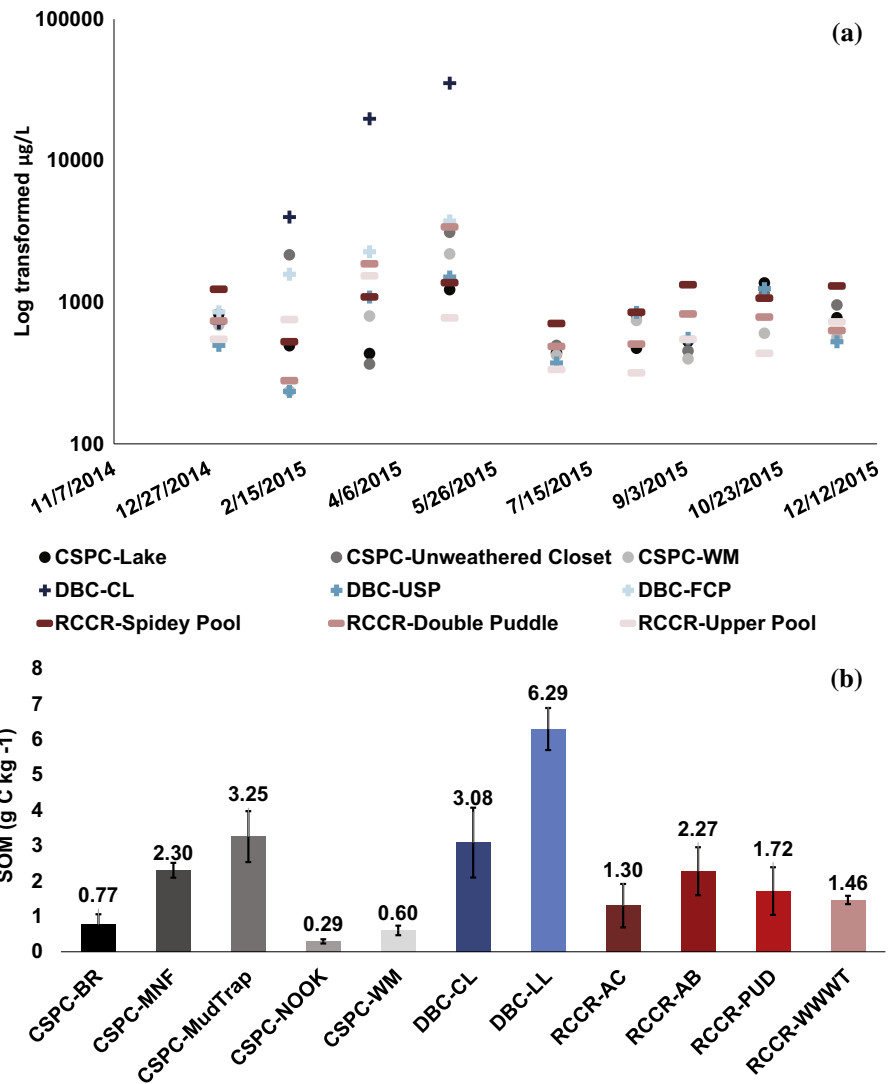 (a)
Log transformed µg/L
100000
10000
1000
100
11/7/2014 12/27/2014 2/15/2015 4/6/2015 5/26/2015 7/15/2015 9/3/2015 10/23/2015 12/12/2015
CSPC-Lake CSPC-Unweathered Closet CSPC-WM
DBC-CL DBC-USP DBC-FCP
RCCR-Spidey Pool RCCR-Double Puddle RCCR-Upper Pool
(b)
SOM (g C kg -1)
8
7
6
5
4
3
2
1
0
0.77 2.30 3.25 0.29 0.60 3.08 6.29 1.30 2.27 1.72 1.46
CSPC-BR CSPC-MNF CSPC-MudTrap CSPC-NOOK CSPC-WM DBC-CL DBC-LL RCCR-AC RCCR-AB RCCR-PUD RCCR-WWWT